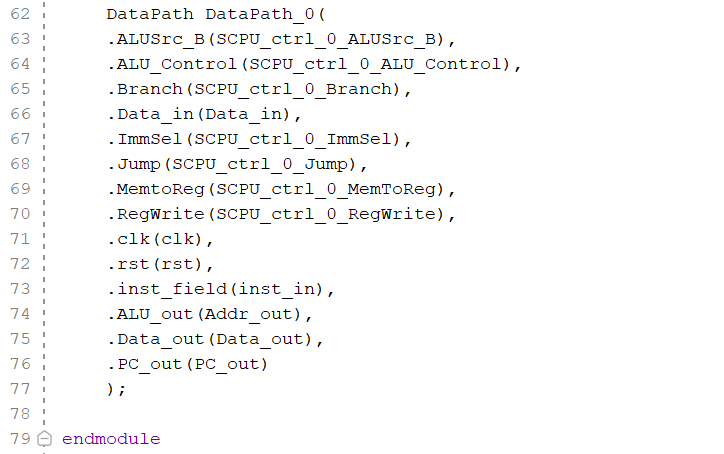 62 DataPath DataPath_0(
63 .ALUSrc_B(SCPU_ctrl_0_ALUSrc_B),
64 .ALU_Control(SCPU_ctrl_0_ALU_Control),
65 .Branch(SCPU_ctrl_0_Branch),
66 .Data_in(Data_in),
67 .ImmSel(SCPU_ctrl_0_ImmSel),
68 .Jump(SCPU_ctrl_0_Jump),
69 .MemtoReg(SCPU_ctrl_0_MemToReg),
70 .RegWrite(SCPU_ctrl_0_RegWrite),
71 .clk(clk),
72 .rst(rst),
73 .inst_field(inst_in),
74 .ALU_out(Addr_out),
75 .Data_out(Data_out),
76 .PC_out(PC_out)
77 );
78
79 endmodule